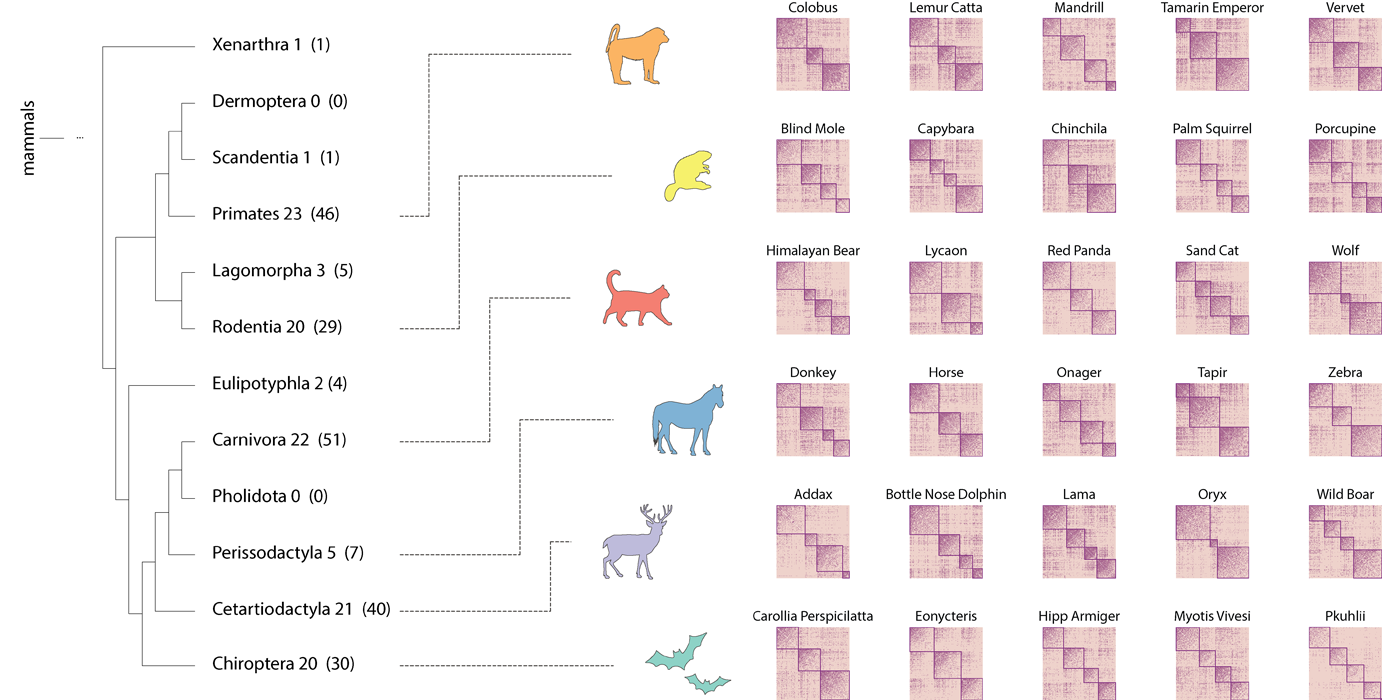 mammals
...
Xenarthra 1 (1)
Dermoptera 0 (0)
Scandentia 1 (1)
Primates 23 (46)
Lagomorpha 3 (5)
Rodentia 20 (29)
Eulipotyphla 2 (4)
Carnivora 22 (51)
Pholidota 0 (0)
Perissodactyla 5 (7)
Cetartiodactyla 21 (40)
Chiroptera 20 (30)
Colobus Lemur Catta Mandrill Tamarin Emperor Vervet
Blind Mole Capybara Chinchila Palm Squirrel Porcupine
Himalayan Bear Lycaon Red Panda Sand Cat Wolf
Donkey Horse Onager Tapir Zebra
Addax Bottle Nose Dolphin Lama Oryx Wild Boar
Carollia Perspicilatta Eonycteris Hipp Armiger Myotis Vivesi Pkuhlii